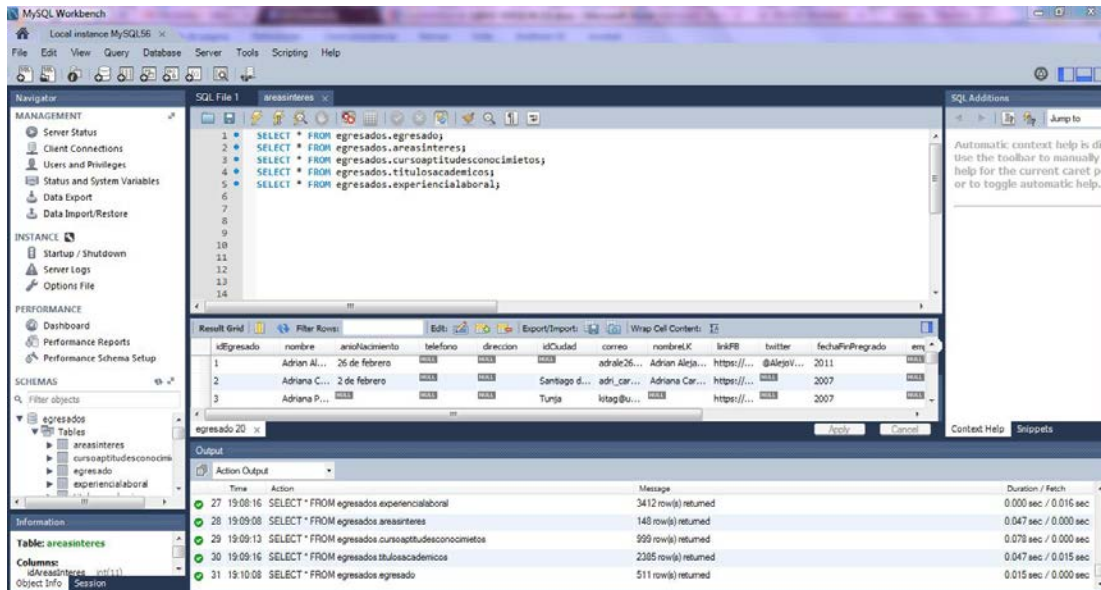 MySQL Workbench
Local instance MySQL56
File Edit View Query Database Server Tools Scripting Help
Navigator
MANAGEMENT
Server Status
Client Connections
Users and Privileges
Status and System Variables
Data Export
Data Import/Restore
INSTANCE
Startup / Shutdown
Server Logs
Options File
PERFORMANCE
Dashboard
Performance Reports
Performance Schema Setup
SCHEMAS
Filter objects
egresados
Tables
areasinteres
cursoaptitudesconocimi
egresado
experiencialaboral
Information
Table: areasinteres
Columns:
idAreasInteres int(11)
Object Info Session
SQL File 1 areasinteres
1 SELECT * FROM egresados.egresado;
2 SELECT * FROM egresados.areasinteres;
3 SELECT * FROM egresados.cursoaptitudesconocimietos;
4 SELECT * FROM egresados.titulosacademicos;
5 SELECT * FROM egresados.experiencialaboral;
6
7
8
9
10
11
12
13
14
Result Grid Filter Rows: Edit: Export/Import: Wrap Cell Content:
idEgresado nombre anioNacimiento telefono direccion idCiudad correo nombreLK linkFB twitter fechaFinPregrado emp
1 Adrian Al... 26 de febrero NULL NULL NULL adrale26... Adrian Aleja... https://... @AlejoV... 2011 NULL
2 Adriana C... 2 de febrero NULL NULL Santiago d... adri_car... Adriana Car... https://... NULL 2007 NULL
3 Adriana P... NULL NULL NULL Tunja kitag@u... NULL https://... NULL 2007 NULL
egresado 20 Apply Cancel
Output
Action Output
Time Action Message Duration / Fetch
27 19:08:16 SELECT * FROM egresados.experiencialaboral 3412 row(s) returned 0.000 sec / 0.016 sec
28 19:09:08 SELECT * FROM egresados.areasinteres 148 row(s) returned 0.047 sec / 0.000 sec
29 19:09:13 SELECT * FROM egresados.cursoaptitudesconocimietos 999 row(s) returned 0.078 sec / 0.000 sec
30 19:09:16 SELECT * FROM egresados.titulosacademicos 2385 row(s) returned 0.047 sec / 0.015 sec
31 19:10:08 SELECT * FROM egresados.egresado 511 row(s) returned 0.015 sec / 0.000 sec
SQL Additions
Jump to
Automatic context help is di
Use the toolbar to manually
help for the current caret p
or to toggle automatic help.
Context Help Snippets